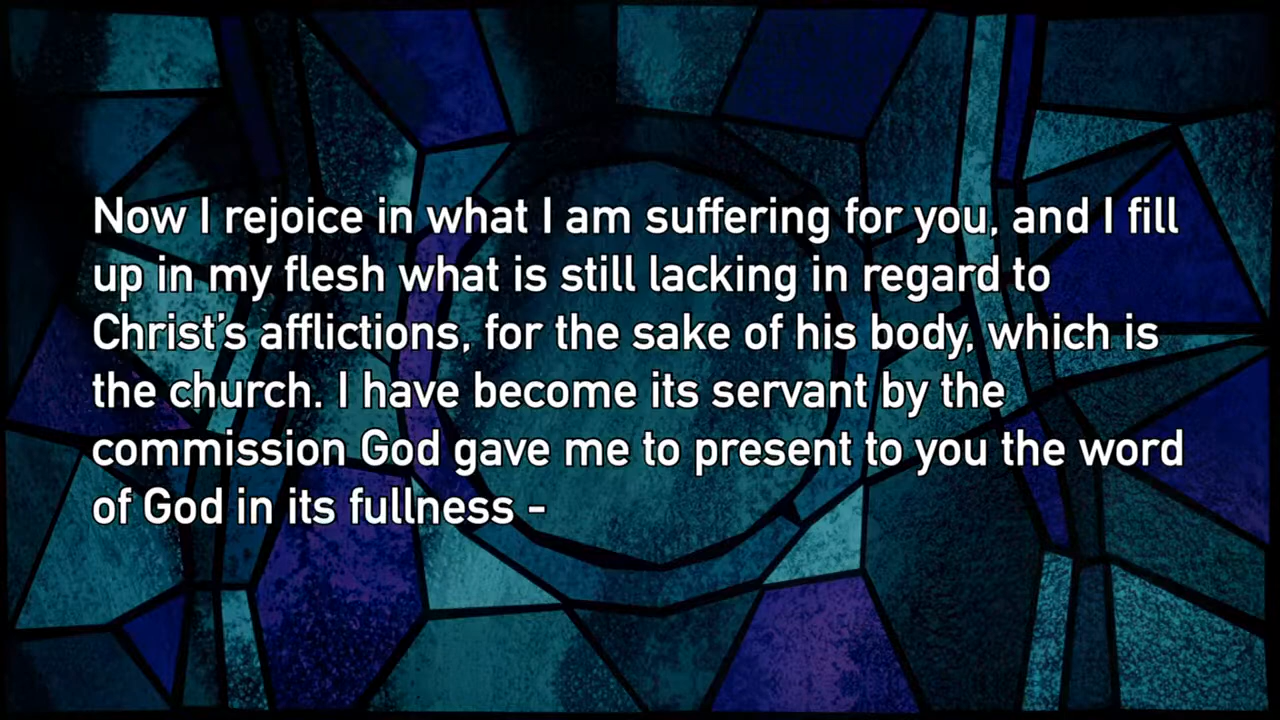 Now I rejoice in what I am suffering for you, and I fill
up in my flesh what is still lacking in regard to
Christ’s afflictions, for the sake of his body, which is
the church. I have become its servant by the
commission God gave me to present to you the word
of God in its fullness -